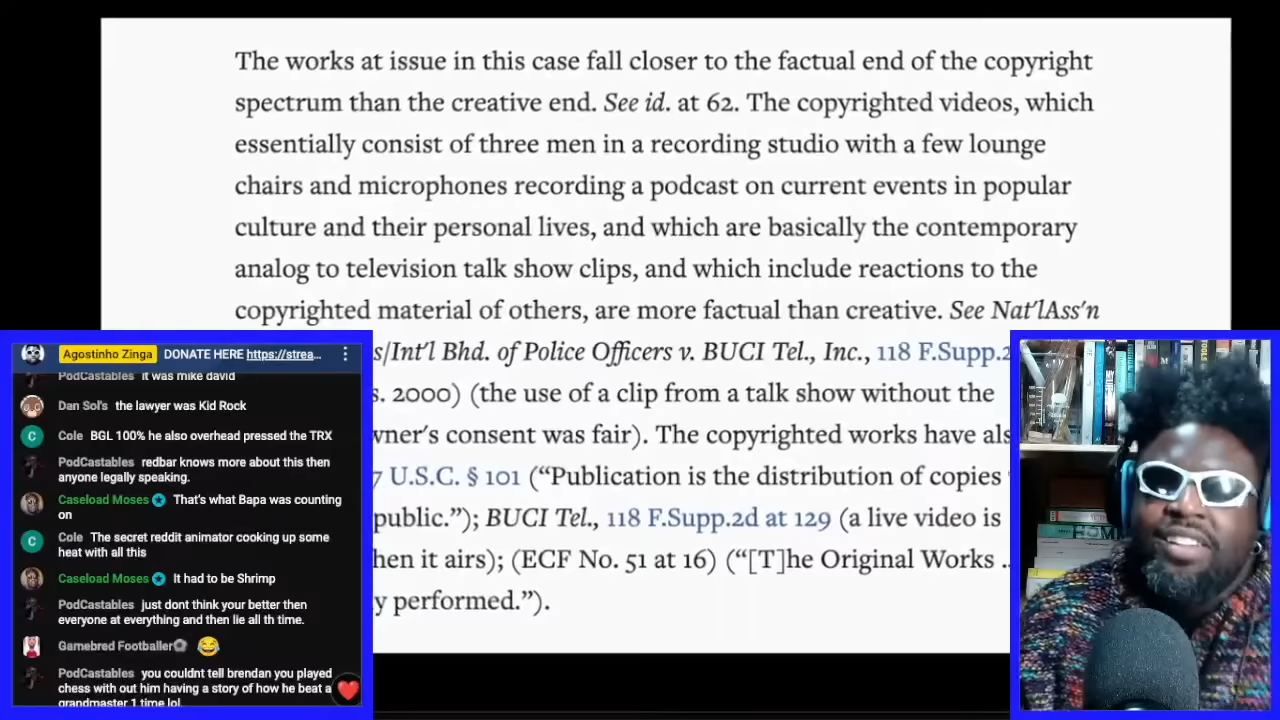 The works at issue in this case fall closer to the factual end of the copyright
spectrum than the creative end. See id. at 62. The copyrighted videos, which
essentially consist of three men in a recording studio with a few lounge
chairs and microphones recording a podcast on current events in popular
culture and their personal lives, and which are basically the contemporary
analog to television talk show clips, and which include reactions to the
copyrighted material of others, are more factual than creative. See Nat'lAss'n
s/Int'l Bhd. of Police Officers v. BUCI Tel., Inc., 118 F.Supp.2
s. 2000) (the use of a clip from a talk show without the
wner's consent was fair). The copyrighted works have als
7 U.S.C. § 101 ("Publication is the distribution of copies
public."); BUCI Tel., 118 F.Supp.2d at 129 (a live video is
hen it airs); (ECF No. 51 at 16) ("[T]he Original Works ..
y performed.").
Agostinho Zinga DONATE HERE https://strea...
PodCastables it was mike david
Dan Sol's the lawyer was Kid Rock
C Cole BGL 100% he also overhead pressed the TRX
PodCastables redbar knows more about this then
anyone legally speaking.
Caseload Moses That's what Bapa was counting
on
C Cole The secret reddit animator cooking up some
heat with all this
Caseload Moses It had to be Shrimp
PodCastables just dont think your better then
everyone at everything and then lie all th time.
Gamebred Footballer
PodCastables you couldnt tell brendan you played
chess with out him having a story of how he beat a
grandmaster 1 time lol.